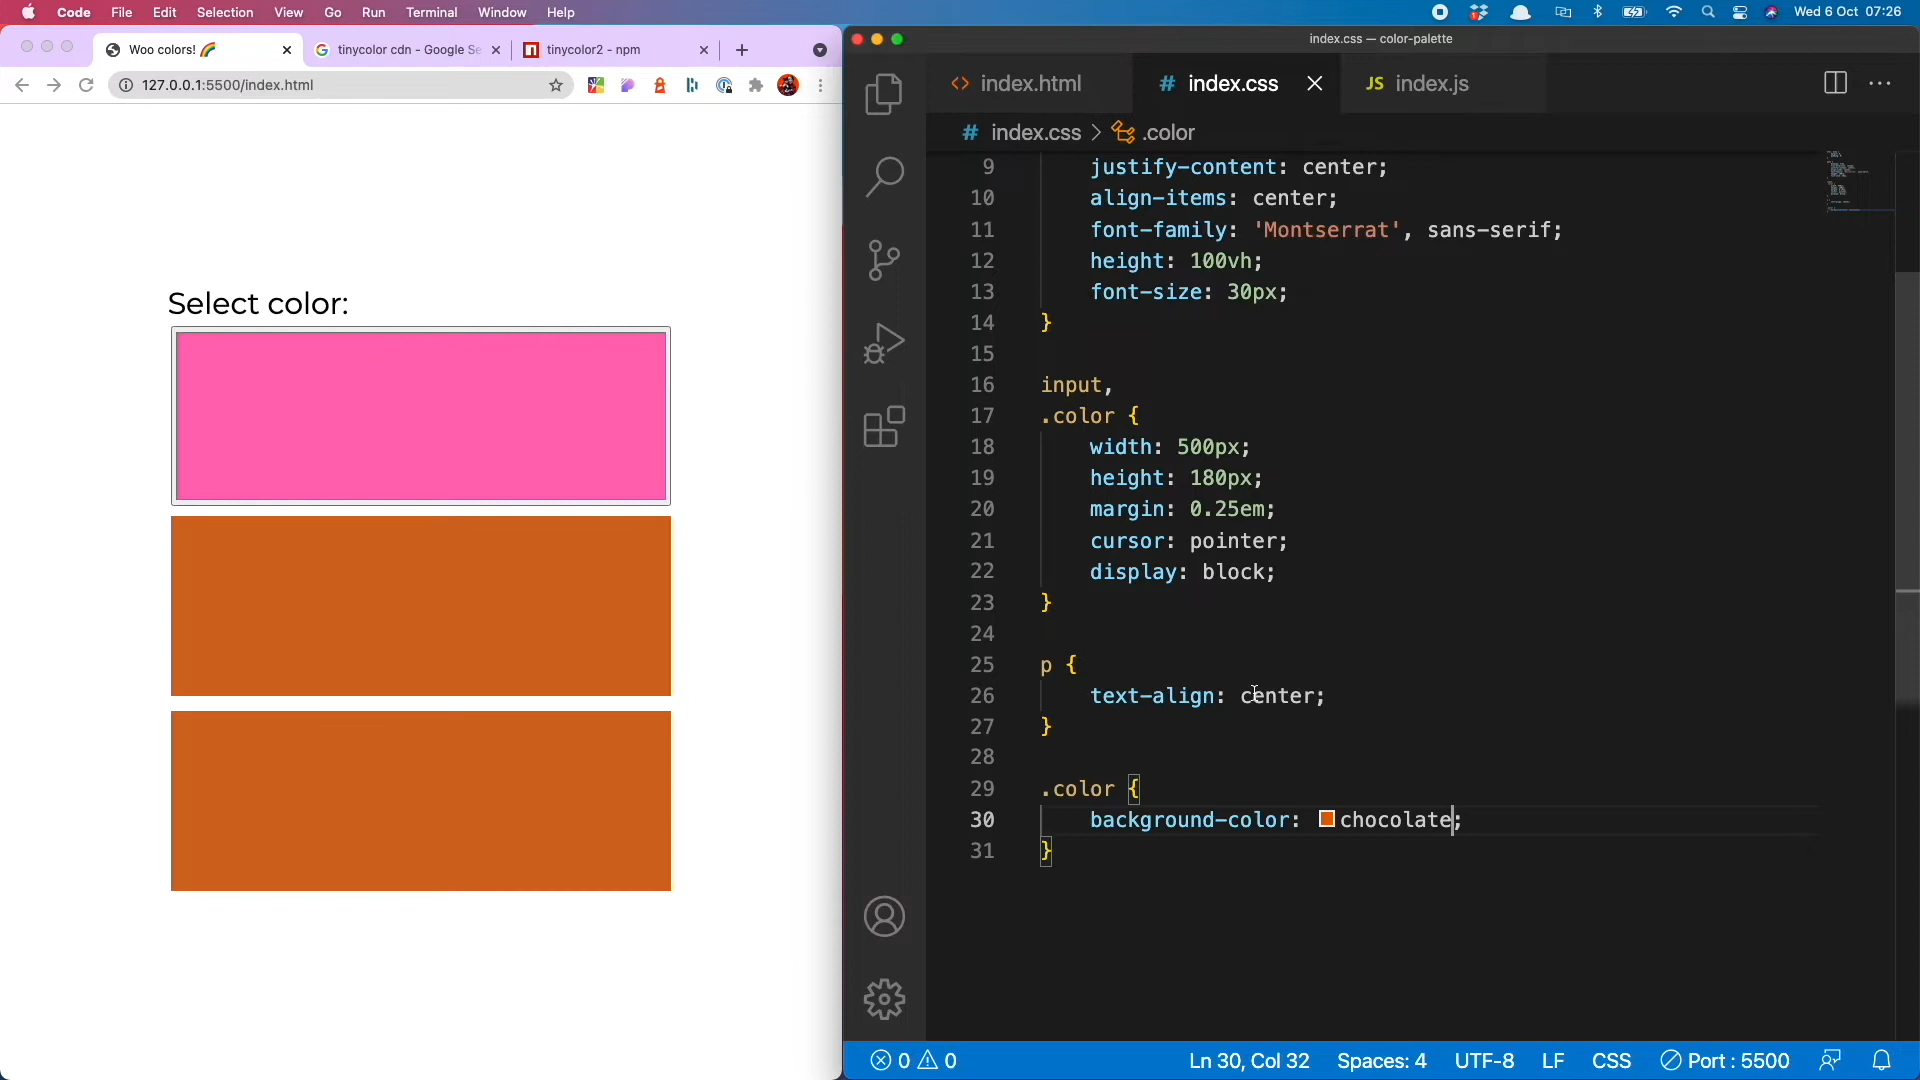 Code File Edit Selection View Go Run Terminal Window Help
Wed 6 Oct 07:26
Woo colors!
tinycolor cdn - Google Se
tinycolor2 - npm
127.0.0.1:5500/index.html
Select color:
index.css — color-palette
index.html
# index.css
JS index.js
# index.css > .color
9 justify-content: center;
10 align-items: center;
11 font-family: 'Montserrat', sans-serif;
12 height: 100vh;
13 font-size: 30px;
14 }
15
16 input,
17 .color {
18 width: 500px;
19 height: 180px;
20 margin: 0.25em;
21 cursor: pointer;
22 display: block;
23 }
24
25 p {
26 text-align: center;
27 }
28
29 .color {
30 background-color: chocolate;
31 }
0 0
Ln 30, Col 32 Spaces: 4 UTF-8 LF CSS Port : 5500